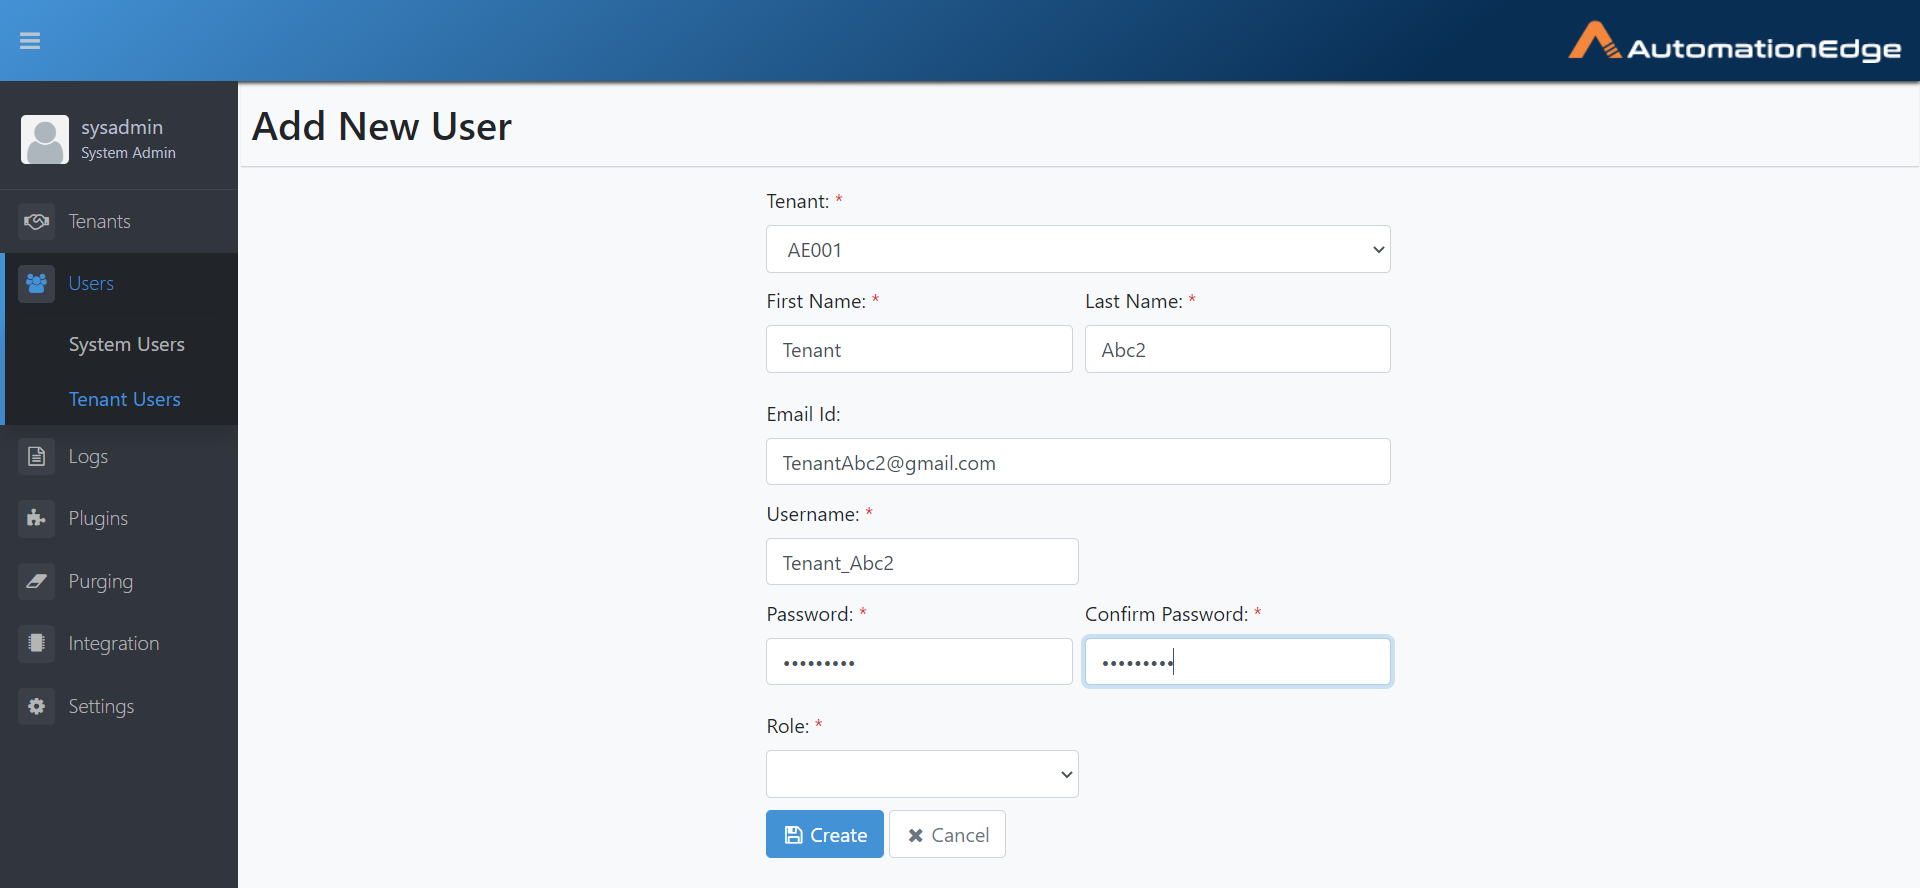 AutomationEdge
sysadmin
System Admin
Tenants
Users
System Users
Tenant Users
Logs
Plugins
Purging
Integration
Settings
Add New User
Tenant: *
AE001
First Name: * Last Name: *
Tenant Abc2
Email Id:
TenantAbc2@gmail.com
Username: *
Tenant_Abc2
Password: * Confirm Password: *
••••••••• •••••••••
Role: *
Create Cancel